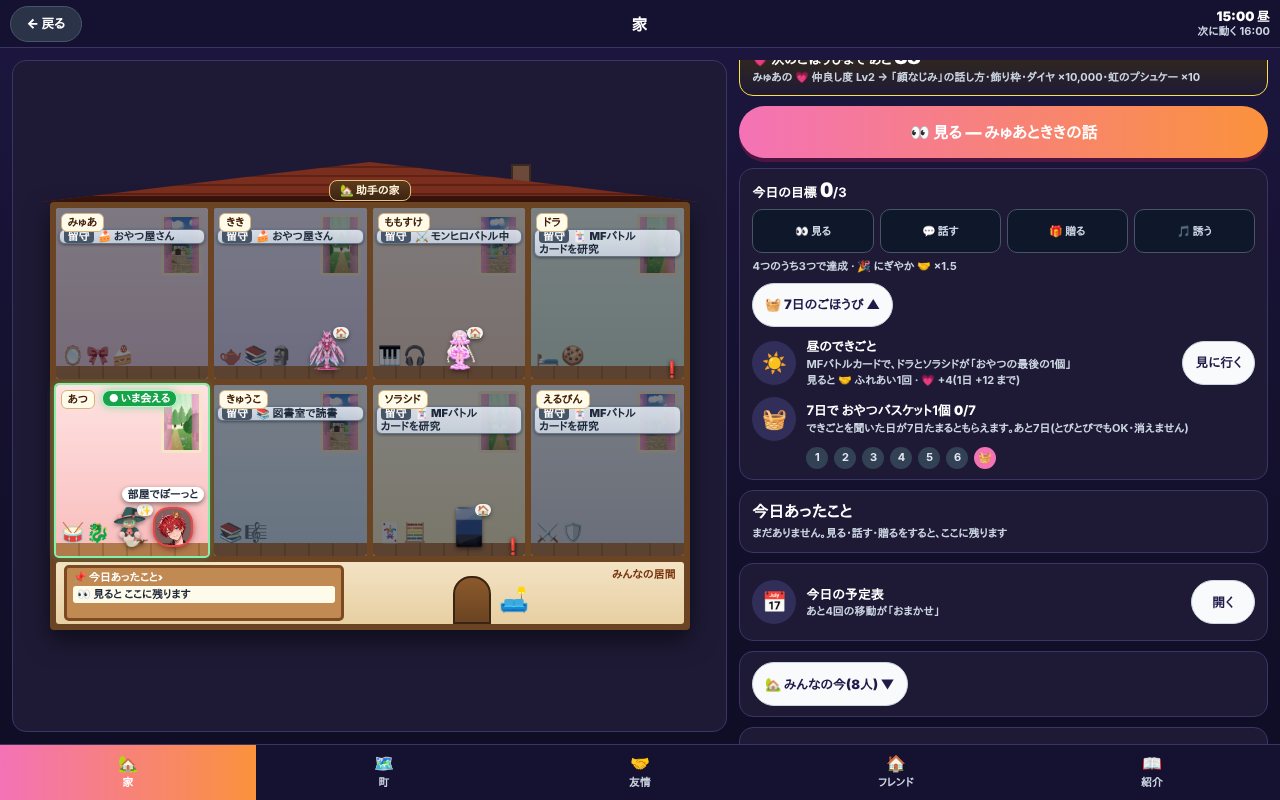 ← 戻る
家
15:00 昼
次に動く 16:00
みゅあの 💗 仲良し度 Lv2 → 「顔なじみ」の話し方・飾り枠・ダイヤ ×10,000・虹のプシュケー ×10
👀 見る — みゅあとききの話
今日の目標 0/3
👀 見る
💬 話す
🎁 贈る
🎵 誘う
4つのうち3つで達成・🎉 にぎやか 🤝 ×1.5
🧺 7日のごほうび ▲
昼のできごと
MFバトルカードで、ドラとソラシドが「おやつの最後の1個」
見ると 🤝 ふれあい1回・💗 +4(1日 +12 まで)
見に行く
7日で おやつバスケット1個 0/7
できごとを聞いた日が7日たまるともらえます。あと7日(とびとびでもOK・消えません)
1 2 3 4 5 6
今日あったこと
まだありません。見る・話す・贈るをすると、ここに残ります
今日の予定表
あと4回の移動が「おまかせ」
開く
🏡 みんなの今(8人) ▼
🏡 助手の家
みゅあ
留守 🍰 おやつ屋さん
きき
留守 🍰 おやつ屋さん
ももすけ
留守 ⚔️ モンヒロバトル中
ドラ
留守 🃏 MFバトル
カードを研究
あつ
● いま会える
部屋でぼーっと
きゅうこ
留守 📚 図書室で読書
ソラシド
留守 🃏 MFバトル
カードを研究
えるびん
留守 🃏 MFバトル
カードを研究
📌 今日あったこと›
👀 見ると ここに残ります
みんなの居間
家
町
友情
フレンド
紹介